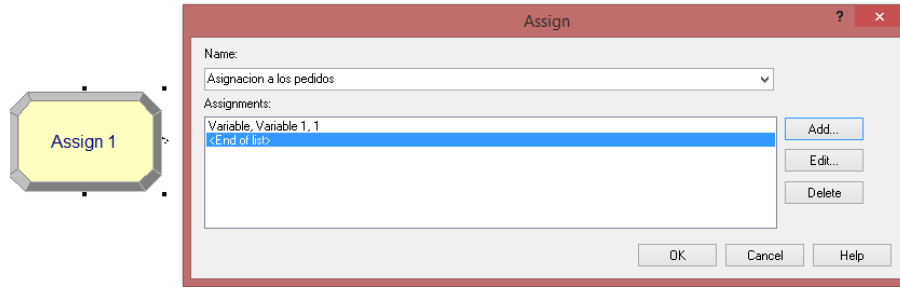 Assign
?
×
Name:
Asignacion a los pedidos
Assignments:
Variable, Variable 1, 1
<End of list>
Add...
Edit...
Delete
OK
Cancel
Help
Assign 1